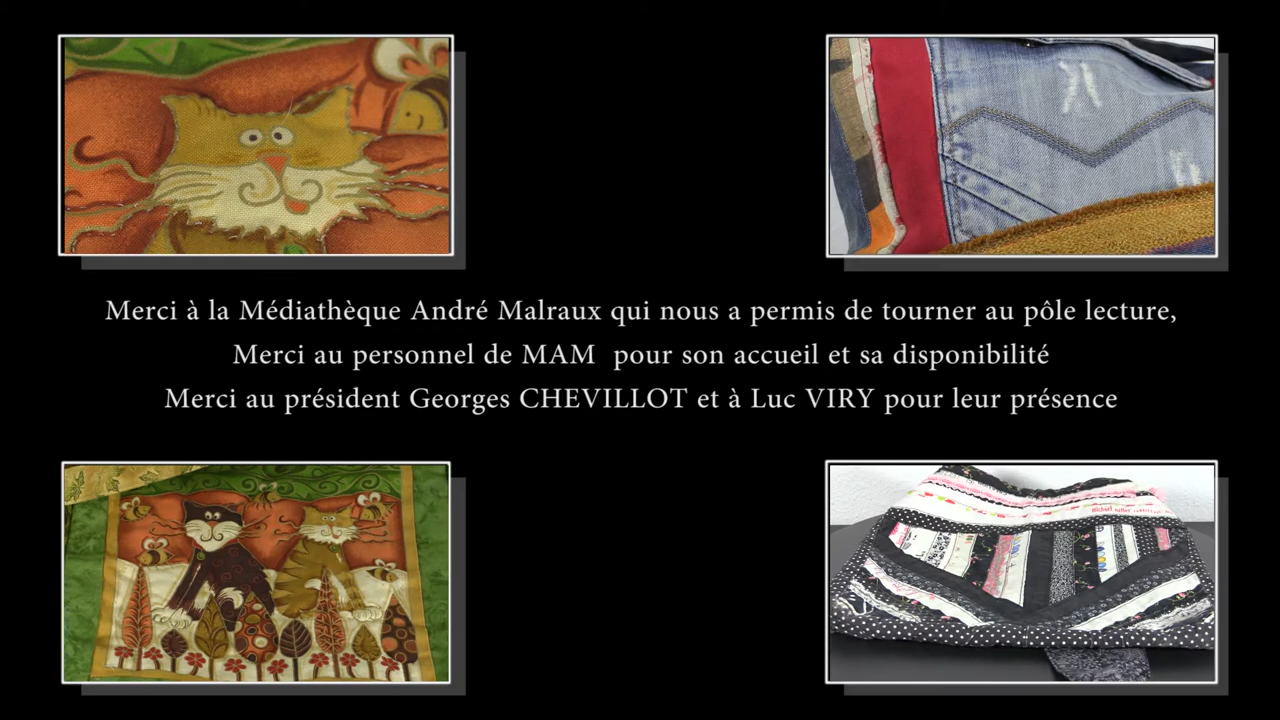 Merci à la Médiathèque André Malraux qui nous a permis de tourner au pôle lecture,
Merci au personnel de MAM  pour son accueil et sa disponibilité
Merci au président Georges CHEVILLOT et à Luc VIRY pour leur présence